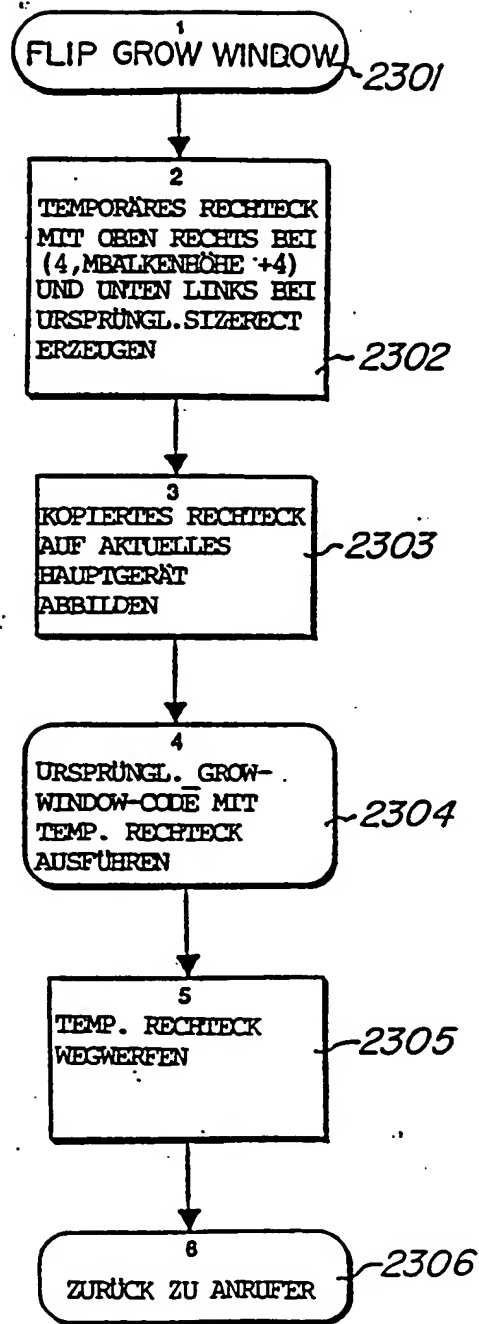 1
FLIP GROW WINDOW
2301
2
TEMPORÄRES RECHTECK
MIT OBEN RECHTS BEI
(4,MBALKENHÖHE +4)
UND UNTEN LINKS BEI
URSPRÜNGL.SIZERECT
ERZEUGEN
2302
3
KOPIERTES RECHTECK
AUF AKTUELLES
HAUPTGERÄT
ABBILDEN
2303
4
URSPRÜNGL. GROW-
WINDOW-CODE MIT
TEMP. RECHTECK
AUSFÜHREN
2304
5
TEMP. RECHTECK
WEGWERFEN
2305
6
ZURÜCK ZU ANRUFER
2306